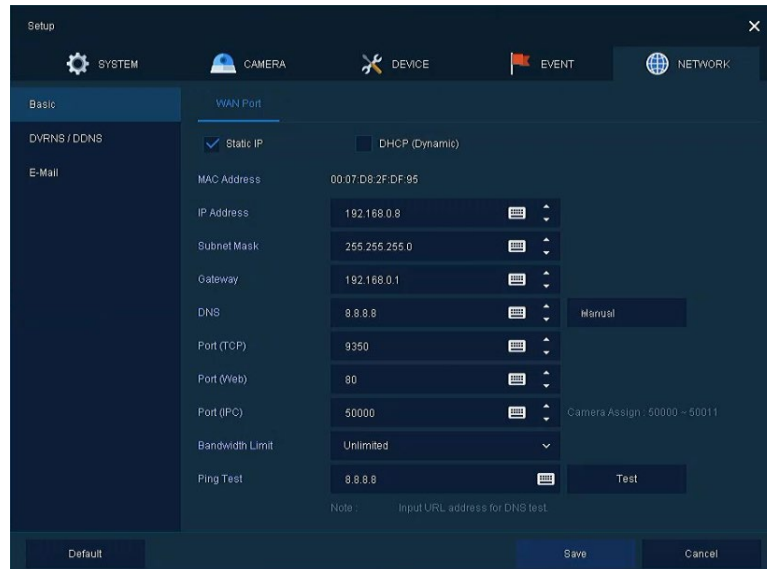 Setup
SYSTEM CAMERA DEVICE EVENT NETWORK
Basic WAN Port
DVRNS / DDNS Static IP DHCP (Dynamic)
E-Mail MAC Address 00:07:D8:2F:DF:95
IP Address 192.168.0.8
Subnet Mask 255.255.255.0
Gateway 192.168.0.1
DNS 8.8.8.8 Manual
Port (TCP) 9350
Port (Web) 80
Port (IPC) 50000 Camera Assign : 50000 ~ 50011
Bandwidth Limit Unlimited
Ping Test 8.8.8.8 Test
Note : Input URL address for DNS test.
Default Save Cancel